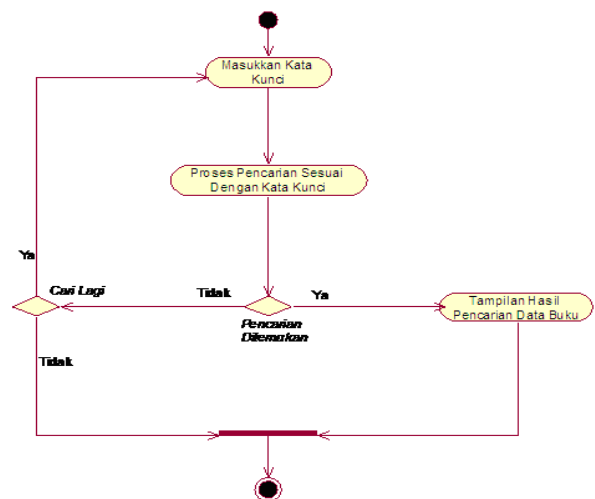 Masukkan Kata
Kunci
Proses Pencarian Sesuai
Dengan Kata Kunci
Ya
Cari Lagi
Tidak
Ya
Pencarian
Ditemukan
Tampilan Hasil
Pencarian Data Buku
Tidak